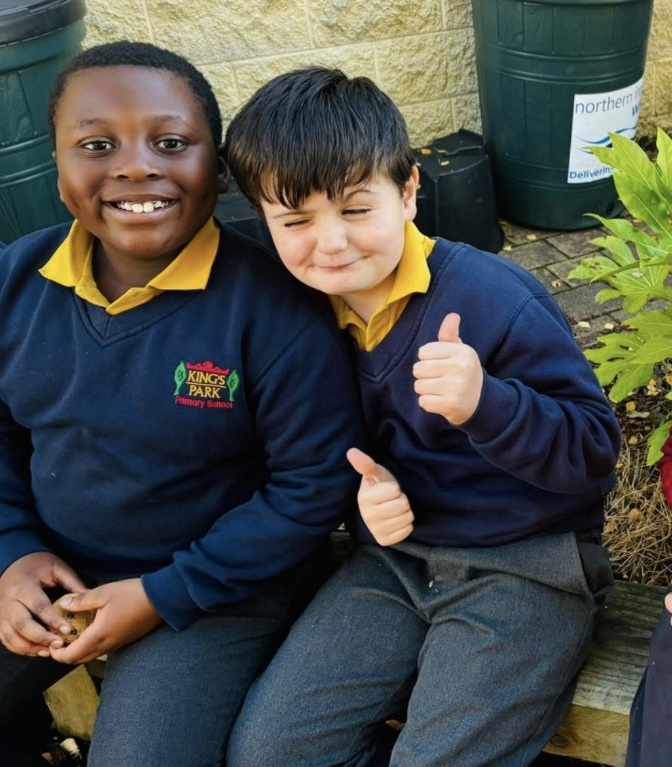 northern
Deliverin
KING'S
PARK
Primary School